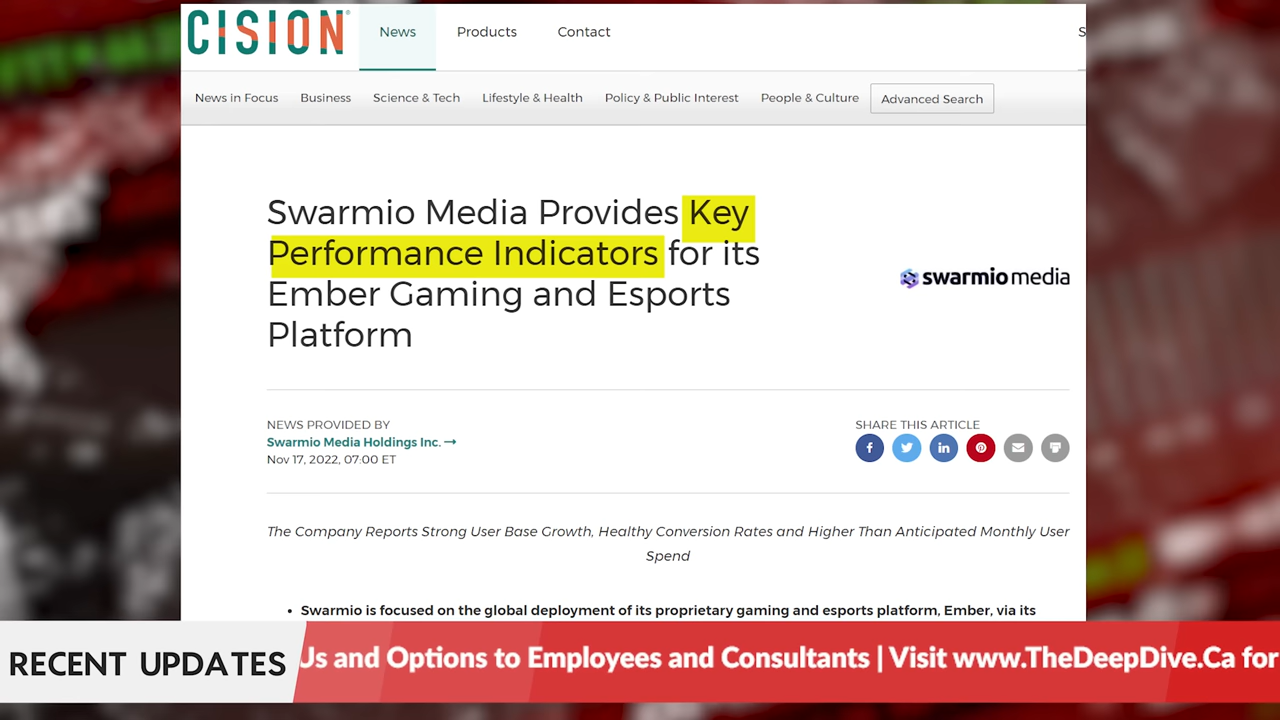 CISION®
News Products Contact S
News in Focus Business Science & Tech Lifestyle & Health Policy & Public Interest People & Culture Advanced Search
Swarmio Media Provides Key
Performance Indicators for its
Ember Gaming and Esports
Platform
swarmio media
NEWS PROVIDED BY
Swarmio Media Holdings Inc. →
Nov 17, 2022, 07:00 ET
SHARE THIS ARTICLE
The Company Reports Strong User Base Growth, Healthy Conversion Rates and Higher Than Anticipated Monthly User
Spend
• Swarmio is focused on the global deployment of its proprietary gaming and esports platform, Ember, via its
RECENT UPDATES
Us and Options to Employees and Consultants | Visit www.TheDeepDive.Ca for